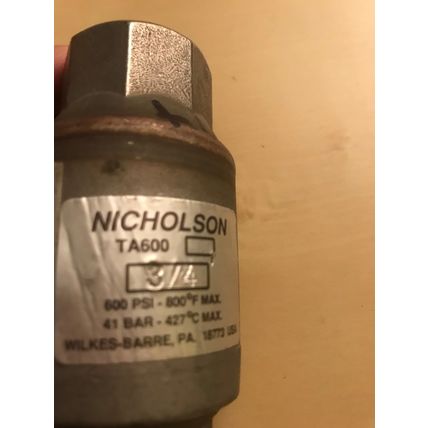 NICHOLSON
TA600
3/4
600 PSI - 800°F MAX.
41 BAR - 427°C MAX.
WILKES-BARRE, PA. 18773 USA